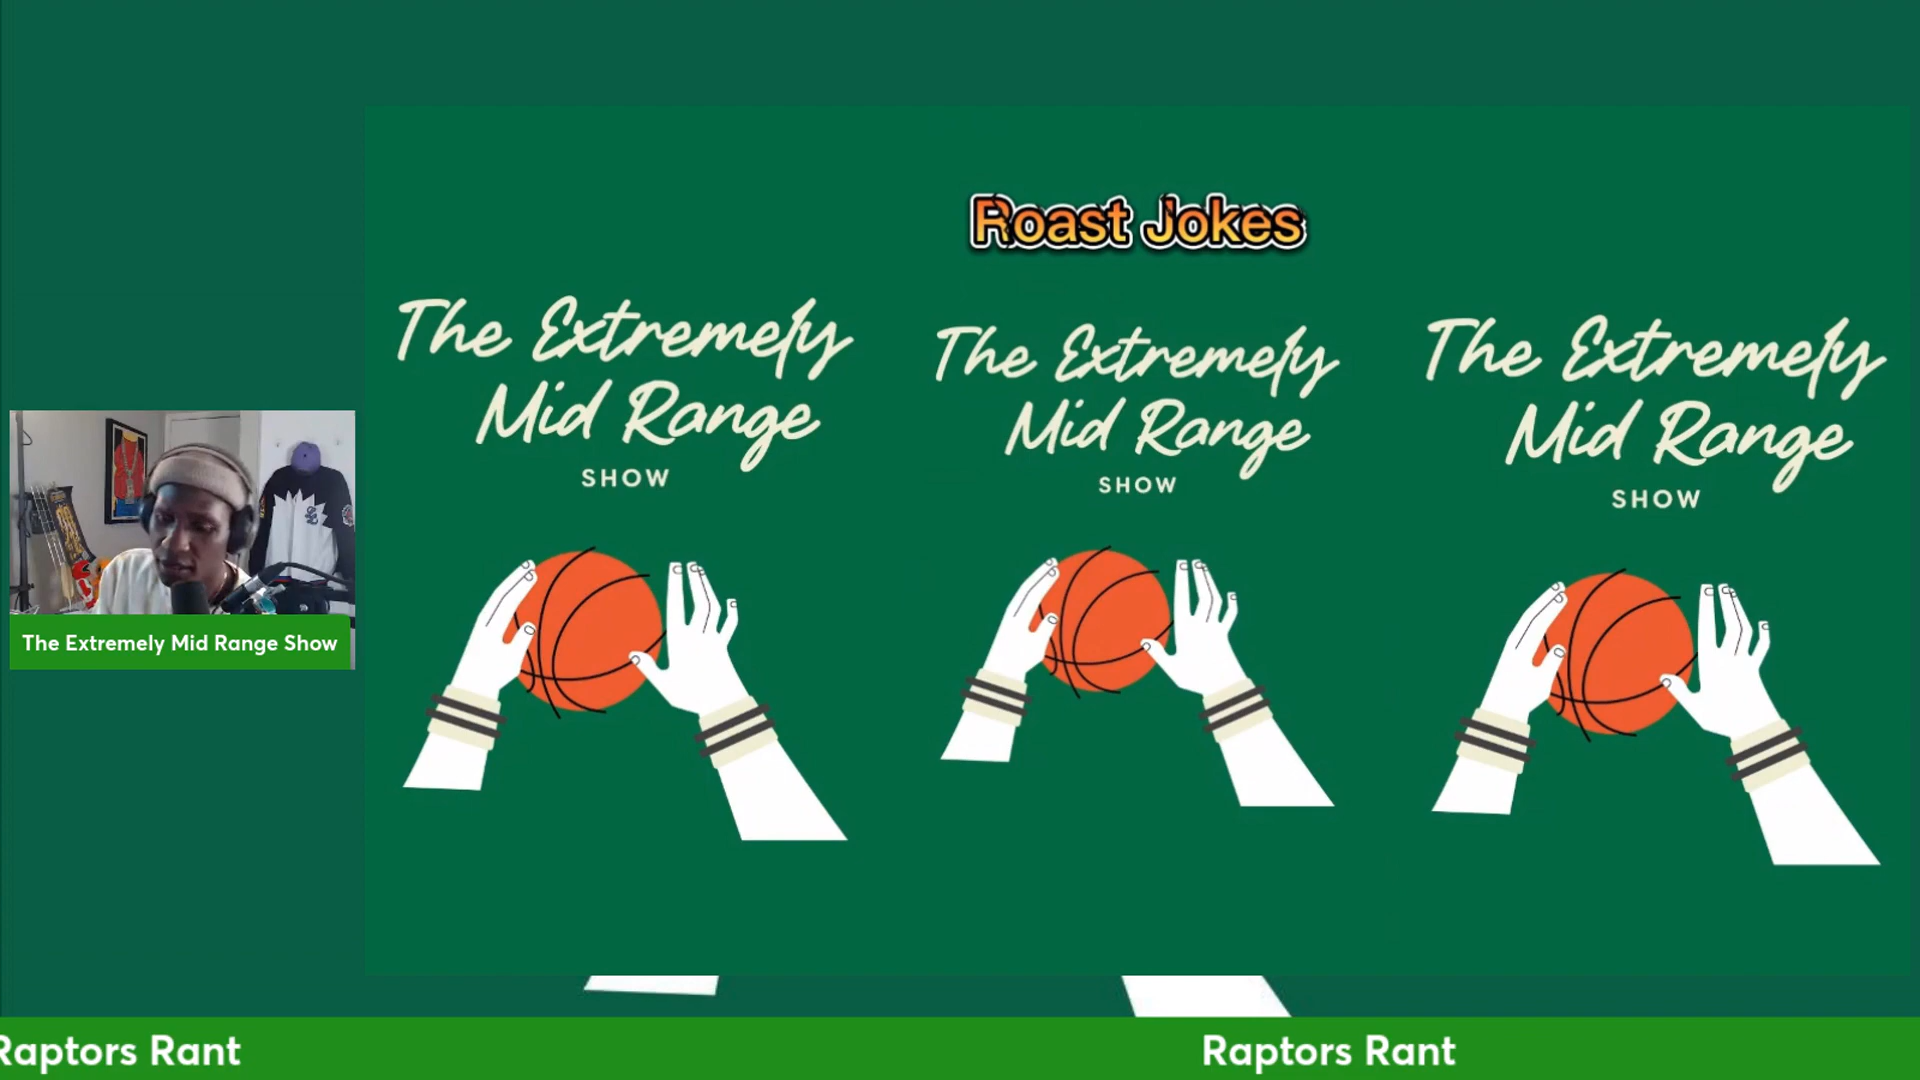 Roast Jokes
The Extremely
Mid Range
SHOW
The Extremely
Mid Range
SHOW
The Extremely
Mid Range
SHOW
The Extremely Mid Range Show
Raptors Rant
Raptors Rant